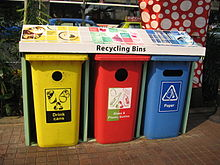 Recycling Bins
Drink
cans
Glass &
Plastic bottles
Paper